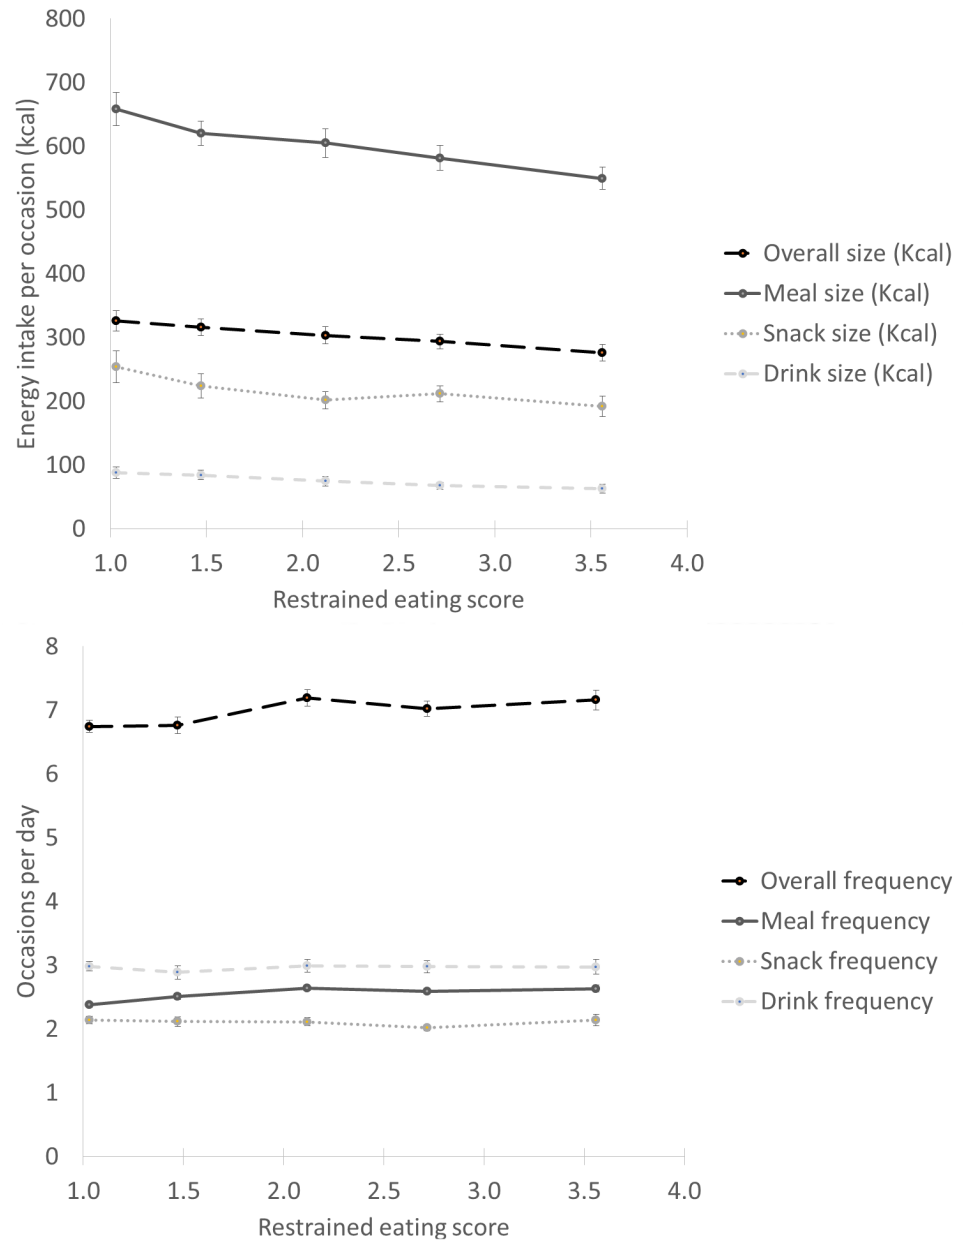 800
700
600
500
400
300
200
100
0
Energy intake per occasion (kcal)
1.0 1.5 2.0 2.5 3.0 3.5 4.0
Restrained eating score
Overall size (Kcal)
Meal size (Kcal)
Snack size (Kcal)
Drink size (Kcal)
8
7
6
5
4
3
2
1
0
Occasions per day
1.0 1.5 2.0 2.5 3.0 3.5 4.0
Restrained eating score
Overall frequency
Meal frequency
Snack frequency
Drink frequency